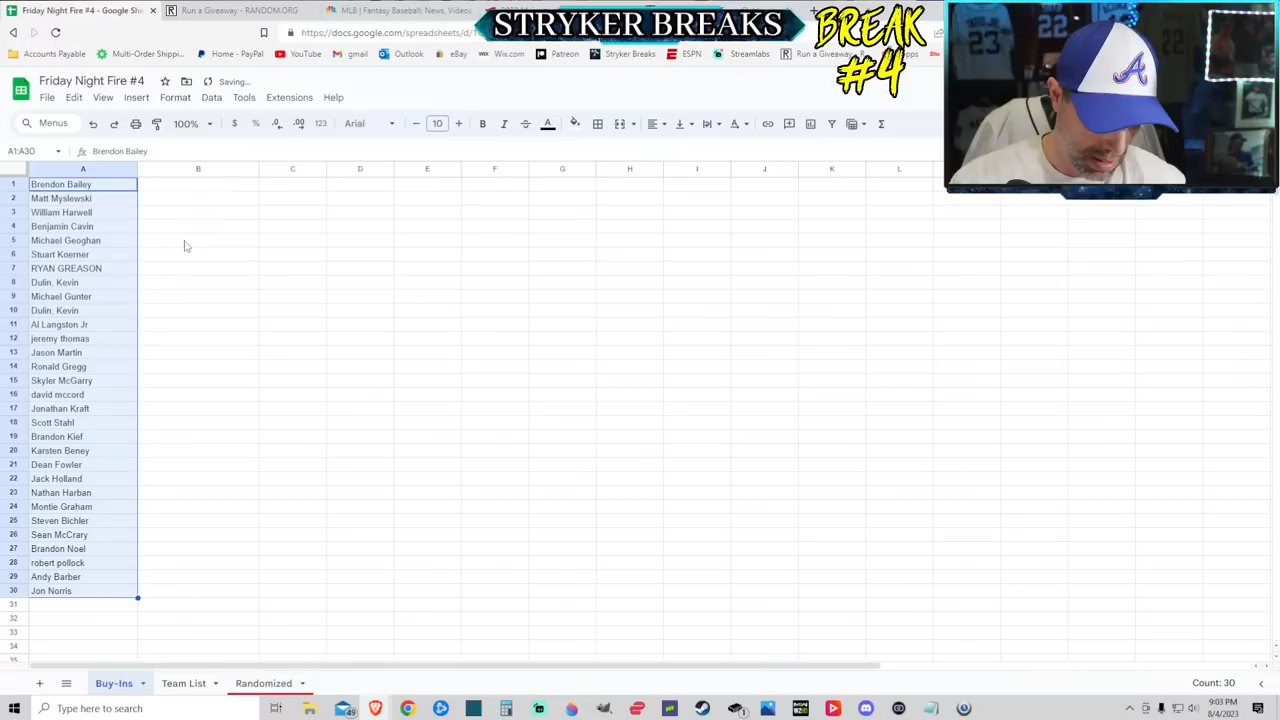 Friday Night Fire #4 - Google She
Run a Giveaway - RANDOM.ORG
MLB | Fantasy Baseball: News, Videos
STRYKER BREAKS
BREAK #4
https://docs.google.com/spreadsheets/d/1
Account Repairs
Multi-Order Shippi
YouTube
gmail
Outlook
eBay
Wix.com
Patreon
Stryker Breaks
ESPN
Streamlabs
Run a Giveaway
Friday Night Fire #4
Saving...
File Edit View Insert Format Data Tools Extensions Help
Menus
100%
$ % .0 .00 123
Arial
10
A1:A30
fx
Brendon Bailey
A B C D E F G H I J K L
1 Brendon Bailey
2 Matt Myslewski
3 William Harwell
4 Benjamin Cavin
5 Michael Geoghan
6 Stuart Koerner
7 RYAN GREASON
8 Dulin, Kevin
9 Michael Gunter
10 Dulin, Kevin
11 Al Langston Jr
12 jeremy thomas
13 Jason Martin
14 Ronald Gregg
15 Skyler McGarry
16 david mccord
17 Jonathan Kraft
18 Scott Stahl
19 Brandon Kief
20 Karsten Beney
21 Dean Fowler
22 Jack Holland
23 Nathan Harban
24 Montie Graham
25 Steven Bichler
26 Sean McCrary
27 Brandon Noel
28 robert pollock
29 Andy Barber
30 Jon Norris
31
32
33
34
35
Buy-Ins
Team List
Randomized
Count: 30
Type here to search
49
9:03 PM
8/4/2023